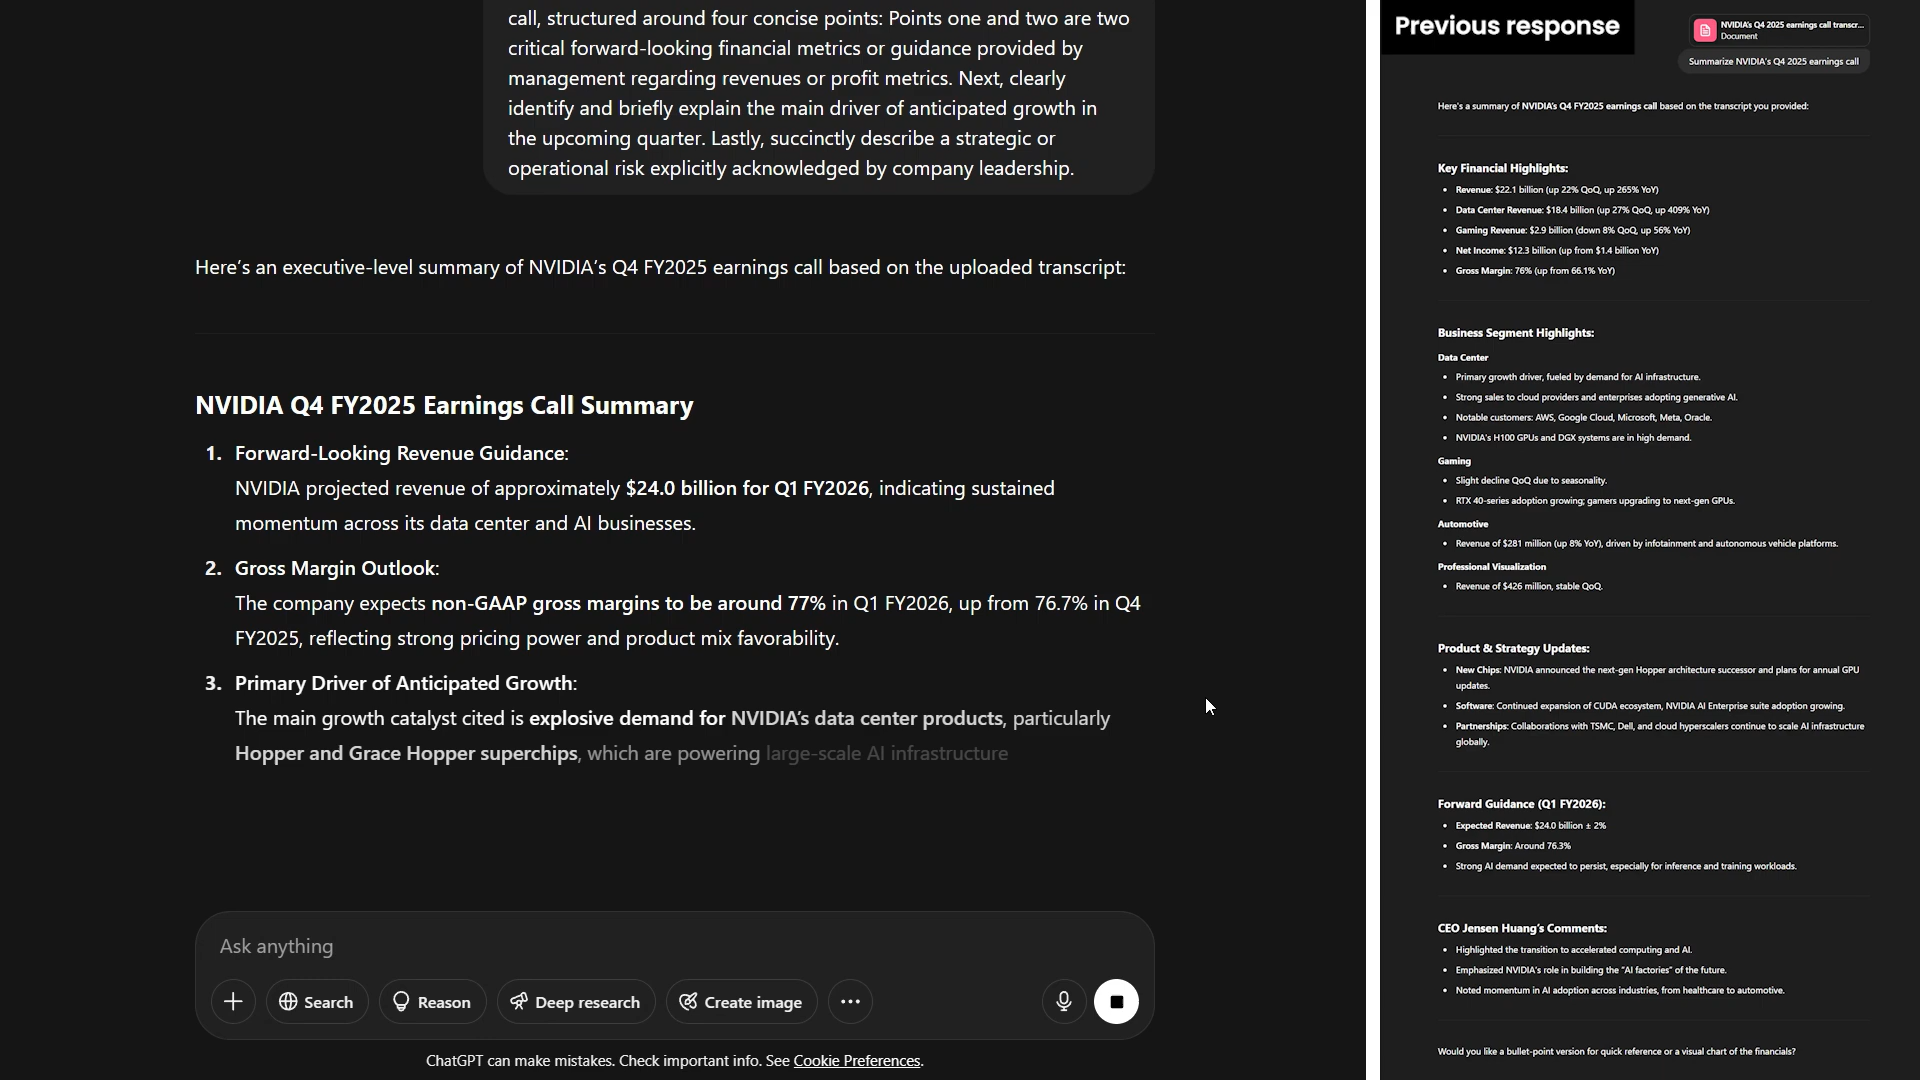 call, structured around four concise points: Points one and two are two
critical forward-looking financial metrics or guidance provided by
management regarding revenues or profit metrics. Next, clearly
identify and briefly explain the main driver of anticipated growth in
the upcoming quarter. Lastly, succinctly describe a strategic or
operational risk explicitly acknowledged by company leadership.
Here's an executive-level summary of NVIDIA's Q4 FY2025 earnings call based on the uploaded transcript:
NVIDIA Q4 FY2025 Earnings Call Summary
1. Forward-Looking Revenue Guidance:
NVIDIA projected revenue of approximately $24.0 billion for Q1 FY2026, indicating sustained
momentum across its data center and AI businesses.
2. Gross Margin Outlook:
The company expects non-GAAP gross margins to be around 77% in Q1 FY2026, up from 76.7% in Q4
FY2025, reflecting strong pricing power and product mix favorability.
3. Primary Driver of Anticipated Growth:
The main growth catalyst cited is explosive demand for NVIDIA's data center products, particularly
Hopper and Grace Hopper superchips, which are powering large-scale AI infrastructure
Ask anything
Search
Reason
Deep research
Create image
ChatGPT can make mistakes. Check important info. See Cookie Preferences.
Previous response
NVIDIA's Q4 2025 earnings call transcr...
Document
Summarize NVIDIA's Q4 2025 earnings call
Here's a summary of NVIDIA's Q4 FY2025 earnings call based on the transcript you provided:
Key Financial Highlights:
• Revenue: $22.1 billion (up 22% QoQ, up 265% YoY)
• Data Center Revenue: $18.4 billion (up 27% QoQ, up 409% YoY)
• Gaming Revenue: $2.9 billion (down 8% QoQ, up 56% YoY)
• Net Income: $12.3 billion (up from $1.4 billion YoY)
• Gross Margin: 76% (up from 66.1% YoY)
Business Segment Highlights:
Data Center
• Primary growth driver, fueled by demand for AI infrastructure.
• Strong sales to cloud providers and enterprises adopting generative AI.
• Notable customers: AWS, Google Cloud, Microsoft, Meta, Oracle.
• NVIDIA's H100 GPUs and DGX systems are in high demand.
Gaming
• Slight decline QoQ due to seasonality.
• RTX 40-series adoption growing; gamers upgrading to next-gen GPUs.
Automotive
• Revenue of $281 million (up 8% YoY), driven by infotainment and autonomous vehicle platforms.
Professional Visualization
• Revenue of $426 million, stable QoQ.
Product & Strategy Updates:
• New Chips: NVIDIA announced the next-gen Hopper architecture successor and plans for annual GPU
updates.
• Software: Continued expansion of CUDA ecosystem, NVIDIA AI Enterprise suite adoption growing.
• Partnerships: Collaborations with TSMC, Dell, and cloud hyperscalers continue to scale AI infrastructure
globally.
Forward Guidance (Q1 FY2026):
• Expected Revenue: $24.0 billion ± 2%
• Gross Margin: Around 76.3%
• Strong AI demand expected to persist, especially for inference and training workloads.
CEO Jensen Huang's Comments:
• Highlighted the transition to accelerated computing and AI.
• Emphasized NVIDIA's role in building the "AI factories" of the future.
• Noted momentum in AI adoption across industries, from healthcare to automotive.
Would you like a bullet-point version for quick reference or a visual chart of the financials?